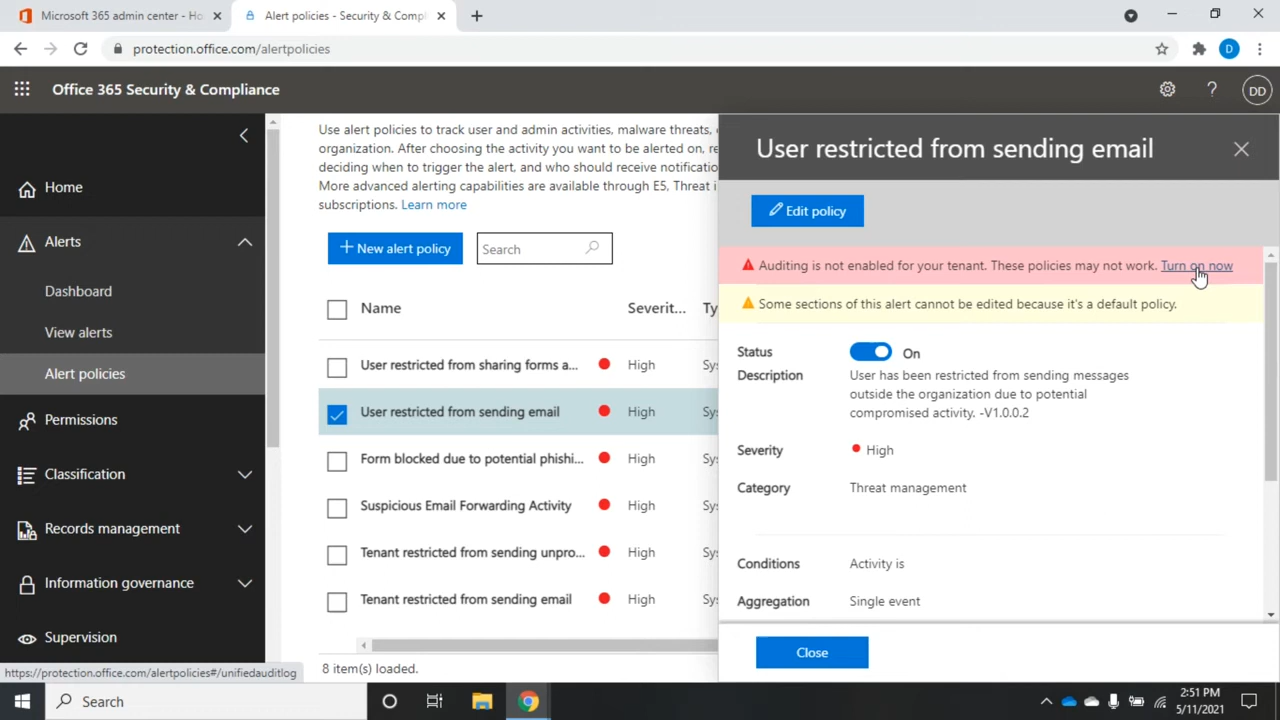 Microsoft 365 admin center - Ho
Alert policies - Security & Compl
protection.office.com/alertpolicies
D
Office 365 Security & Compliance
?
DD
Home
Alerts
Dashboard
View alerts
Alert policies
Permissions
Classification
Records management
Information governance
Supervision
Use alert policies to track user and admin activities, malware threats,
organization. After choosing the activity you want to be alerted on, re
deciding when to trigger the alert, and who should receive notificatio
More advanced alerting capabilities are available through E5, Threat i
subscriptions. Learn more
+ New alert policy
Search
Name
Severit...
Ty
User restricted from sharing forms a...
High
Sys
User restricted from sending email
High
Sys
Form blocked due to potential phishi...
High
Sys
Suspicious Email Forwarding Activity
High
Sys
Tenant restricted from sending unpro...
High
Sys
Tenant restricted from sending email
High
Sys
8 item(s) loaded.
User restricted from sending email
Edit policy
Auditing is not enabled for your tenant. These policies may not work. Turn on now
Some sections of this alert cannot be edited because it's a default policy.
Status
On
Description
User has been restricted from sending messages
outside the organization due to potential
compromised activity. -V1.0.0.2
Severity
High
Category
Threat management
Conditions
Activity is
Aggregation
Single event
Close
https://protection.office.com/alertpolicies#/unifiedauditlog
Search
2:51 PM
5/11/2021